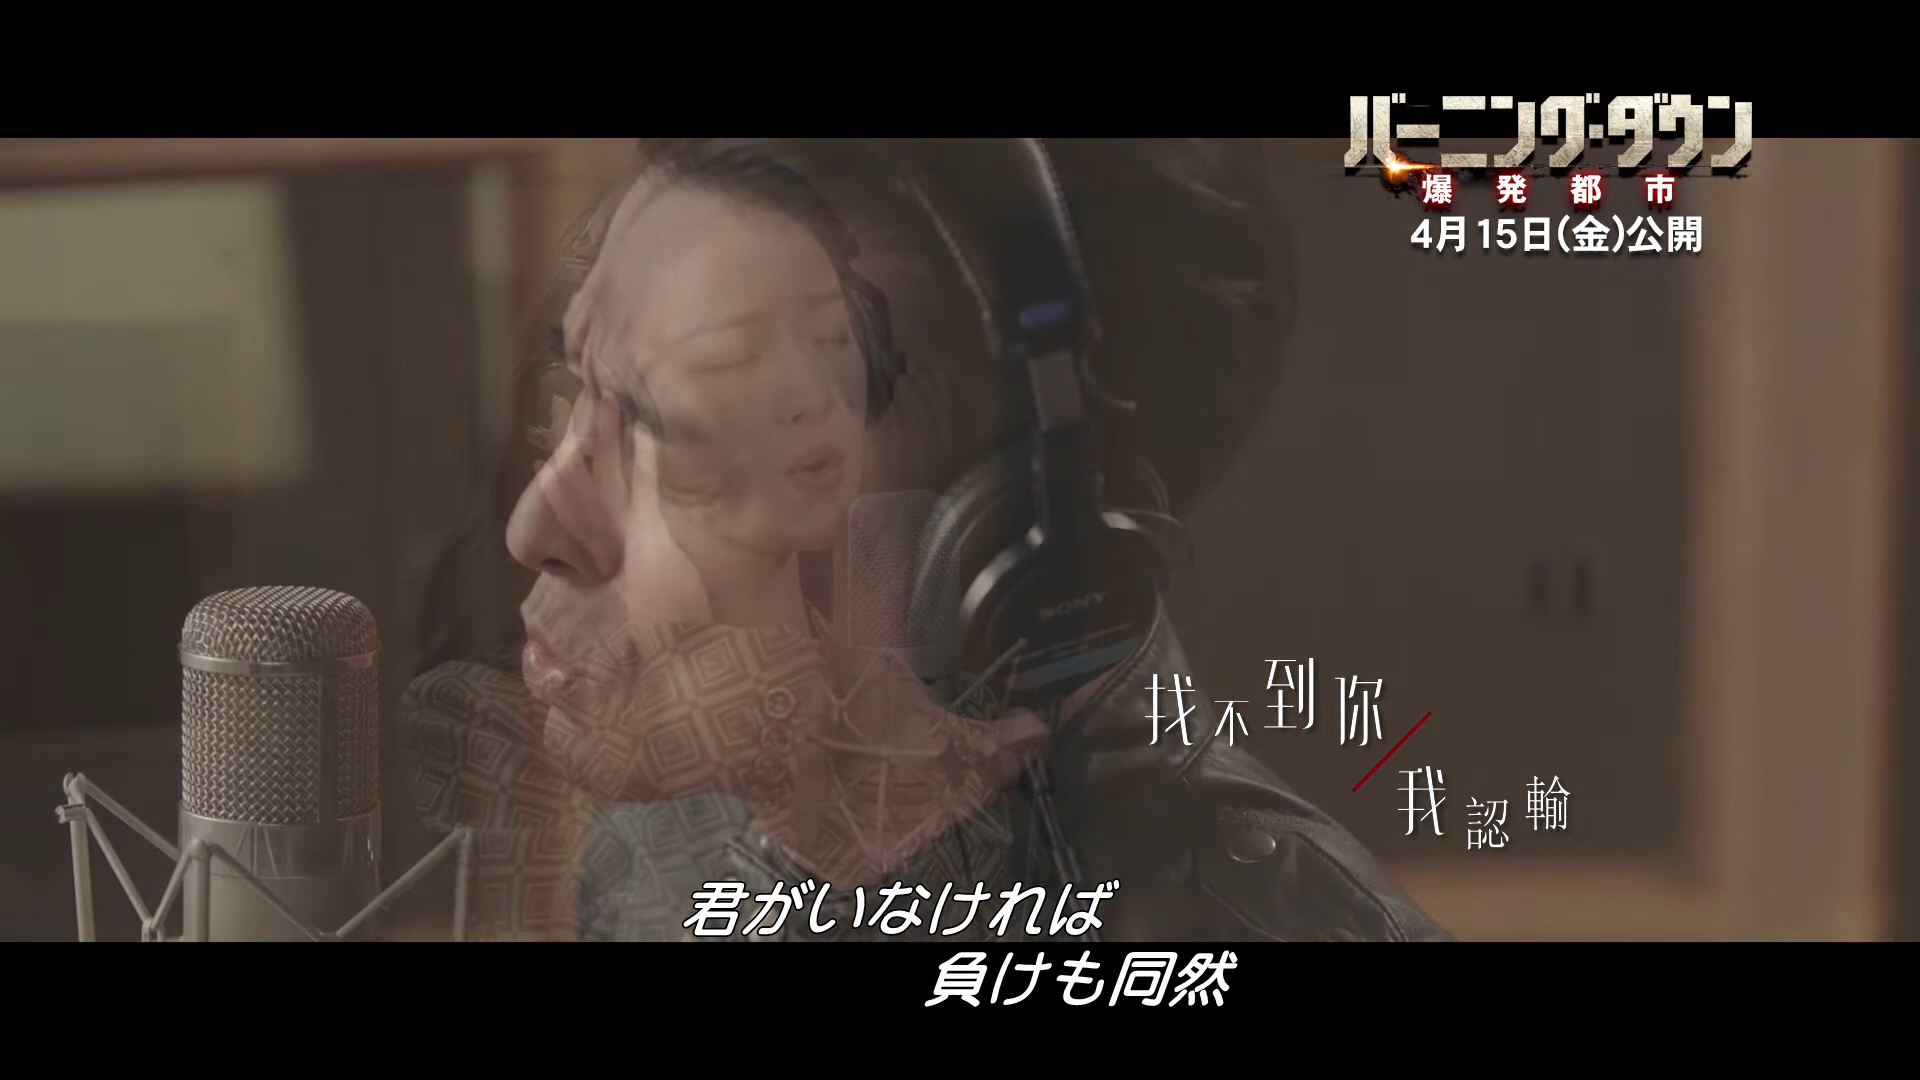 バーニング・ダウン
爆発都市
4月15日(金)公開
SONY
找不到你
我認輸
君がいなければ
負けも同然